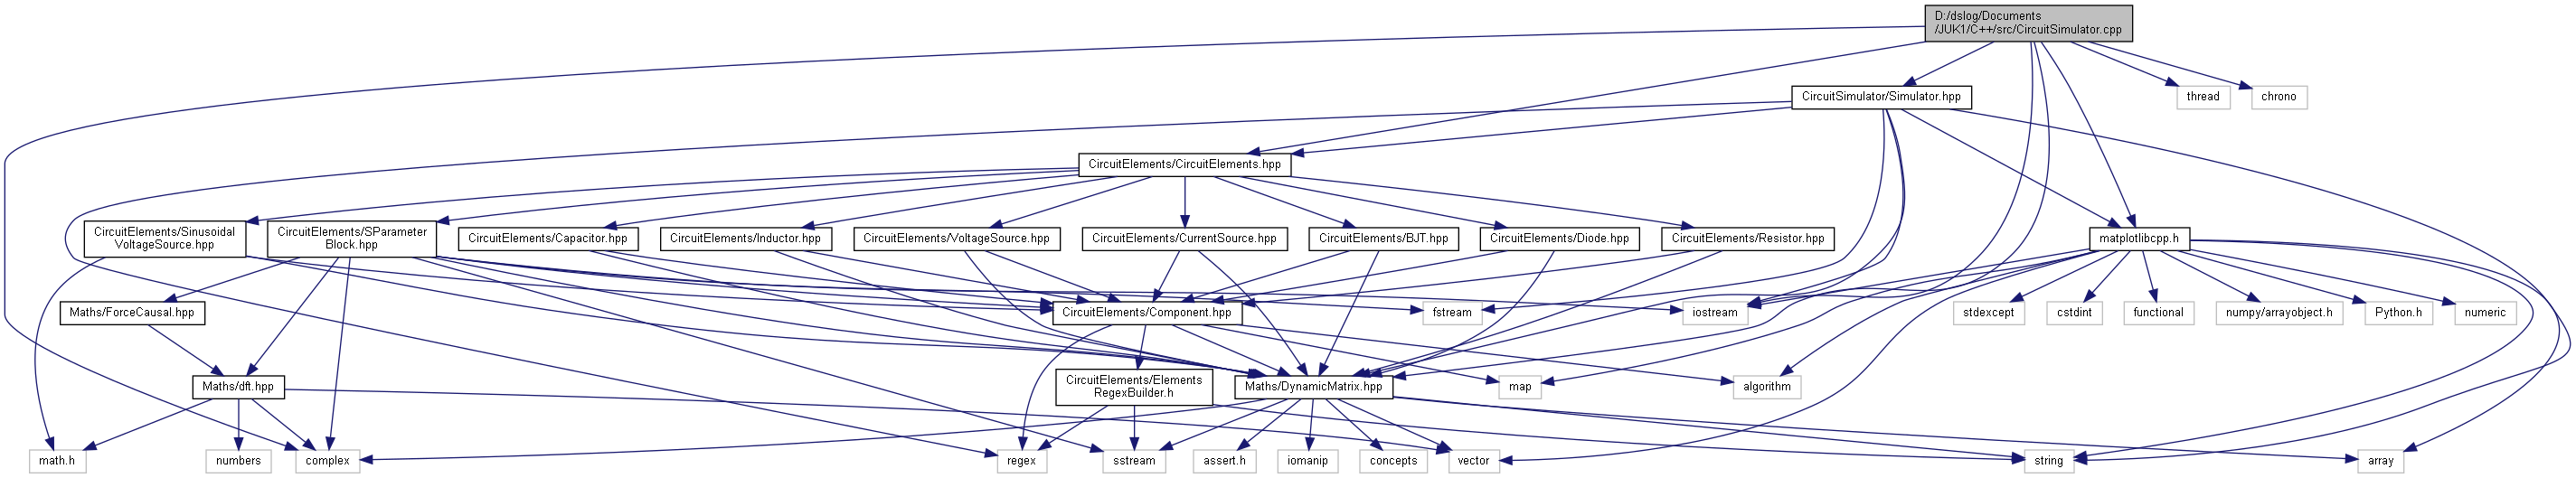 D:/dslog/Documents
/JUK1/C++/src/CircuitSimulator.cpp
CircuitSimulator/Simulator.hpp
thread
chrono
CircuitElements/CircuitElements.hpp
CircuitElements/Sinusoidal
VoltageSource.hpp
CircuitElements/SParameter
Block.hpp
CircuitElements/Capacitor.hpp
CircuitElements/Inductor.hpp
CircuitElements/VoltageSource.hpp
CircuitElements/CurrentSource.hpp
CircuitElements/BJT.hpp
CircuitElements/Diode.hpp
CircuitElements/Resistor.hpp
matplotlibcpp.h
Maths/ForceCausal.hpp
fstream
iostream
CircuitElements/Component.hpp
stdexcept
cstdint
functional
numpy/arrayobject.h
Python.h
numeric
Maths/dft.hpp
CircuitElements/Elements
RegexBuilder.h
Maths/DynamicMatrix.hpp
map
algorithm
math.h
numbers
complex
regex
sstream
assert.h
iomanip
concepts
vector
string
array